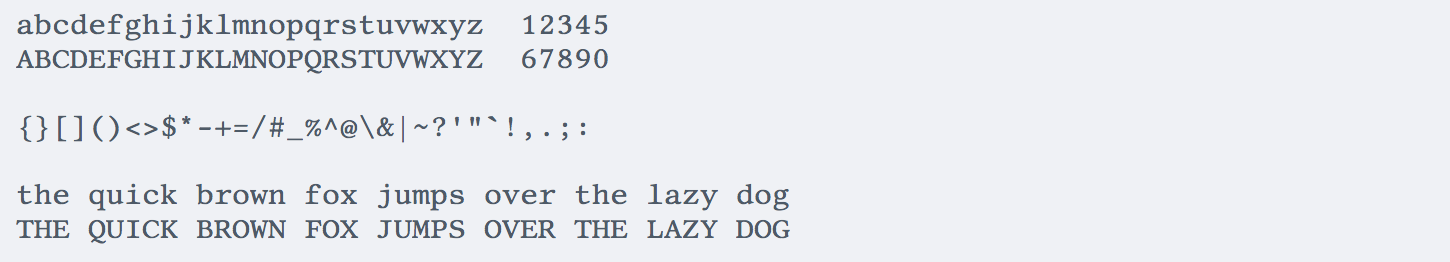 abcdefghijklmnopqrstuvwxyz  12345
ABCDEFGHIJKLMNOPQRSTUVWXYZ  67890
{}[]()<>$*-+=/#_%^@\&|~?'"`!,.;:
the quick brown fox jumps over the lazy dog
THE QUICK BROWN FOX JUMPS OVER THE LAZY DOG